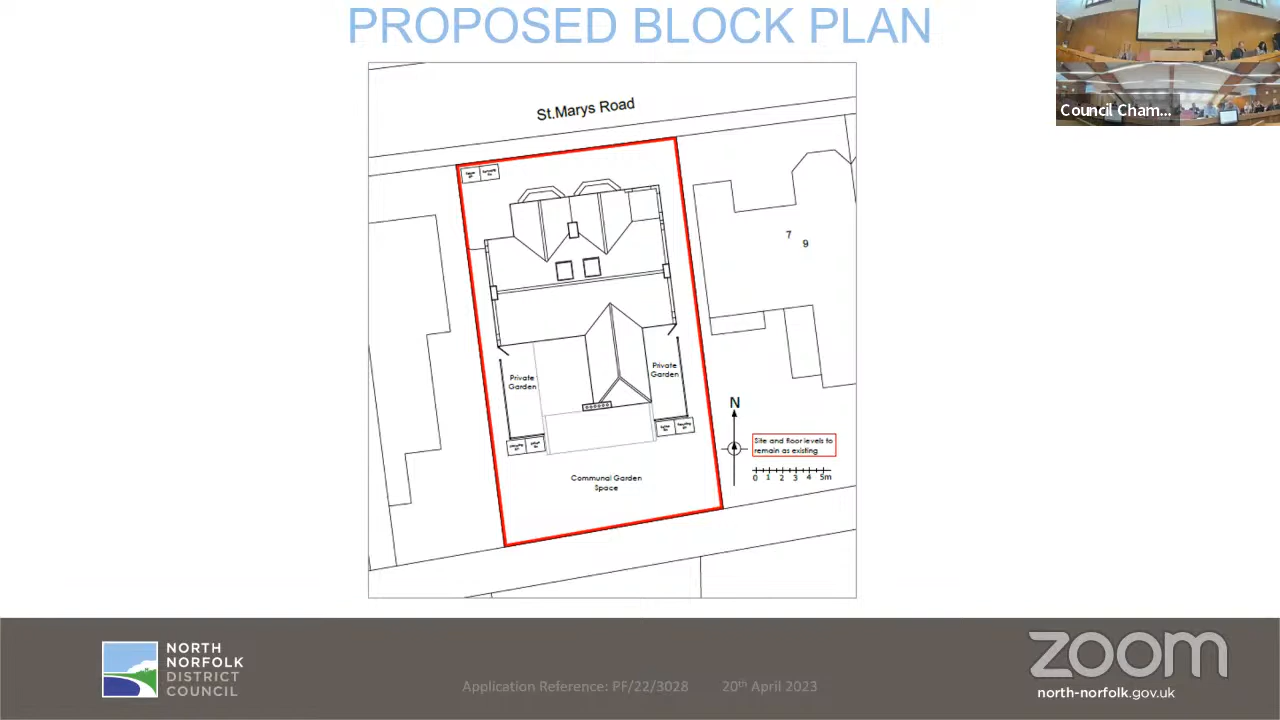 PROPOSED BLOCK PLAN
Council Cham...
St.Marys Road
7
9
Private
Garden
Private
Garden
N
Site and floor levels to
remain as existing
0 1 2 3 4 5m
Communal Garden
Space
NORTH
NORFOLK
DISTRICT
COUNCIL
Application Reference: PF/22/3028 20th April 2023
zoom
north-norfolk.gov.uk